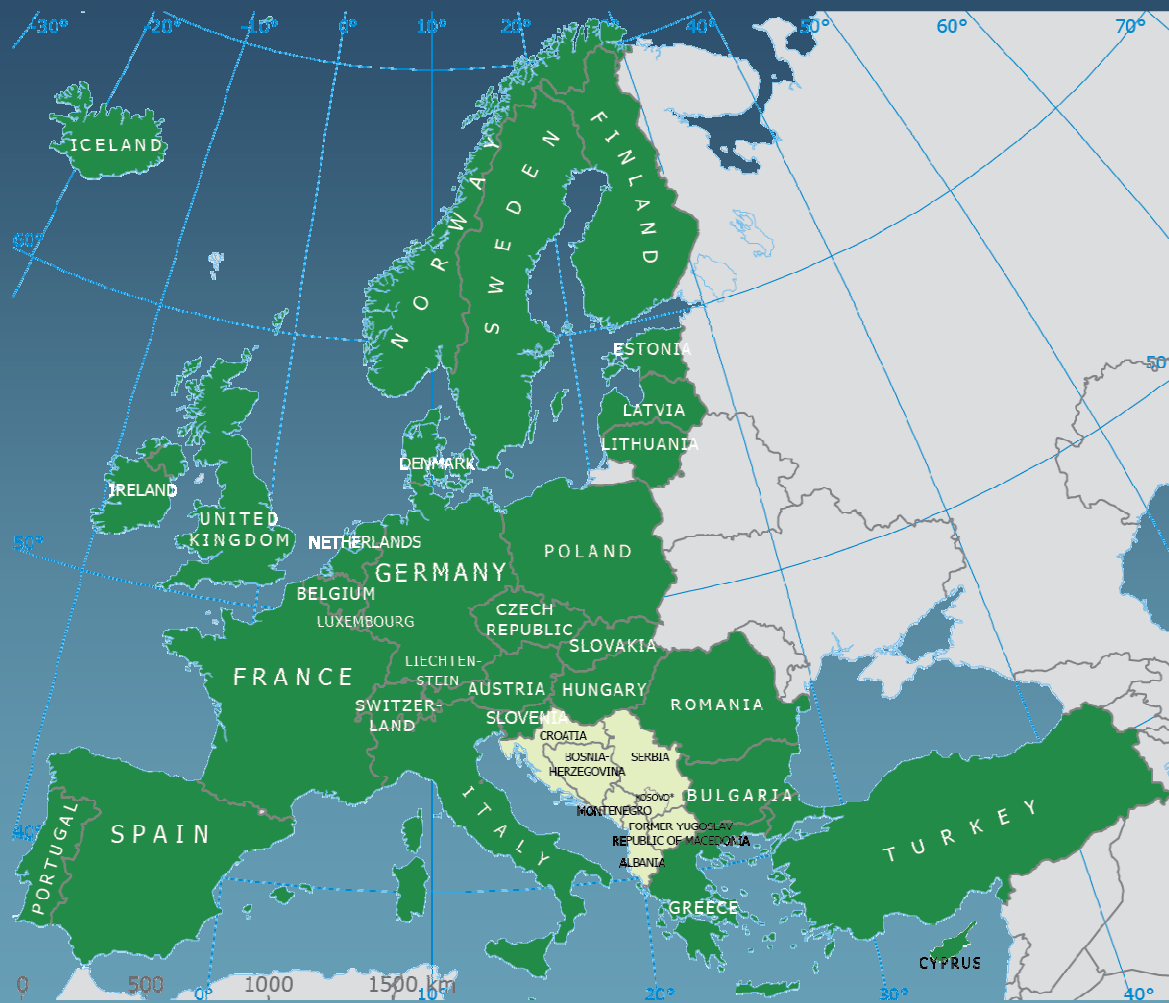 -30° -20° -10° 0° 10° 20° 30° 40° 50° 60° 70°
ICELAND
FINLAND
SWEDEN
NORWAY
60°
ESTONIA
50°
LATVIA
LITHUANIA
DENMARK
IRELAND
UNITED
KINGDOM
50°
NETHERLANDS
POLAND
GERMANY
BELGIUM
CZECH
REPUBLIC
LUXEMBOURG
SLOVAKIA
LIECHTEN-
STEIN
FRANCE
AUSTRIA
HUNGARY
SWITZER-
LAND
ROMANIA
SLOVENIA
CROATIA
BOSNIA-
HERZEGOVINA
SERBIA
KOSOVO*
BULGARIA
MONTENEGRO
ITALY
FORMER YUGOSLAV
REPUBLIC OF MACEDONIA
TURKEY
40°
SPAIN
PORTUGAL
ALBANIA
GREECE
CYPRUS
0 500 1000 1500 km
0° 10° 20° 30° 40°